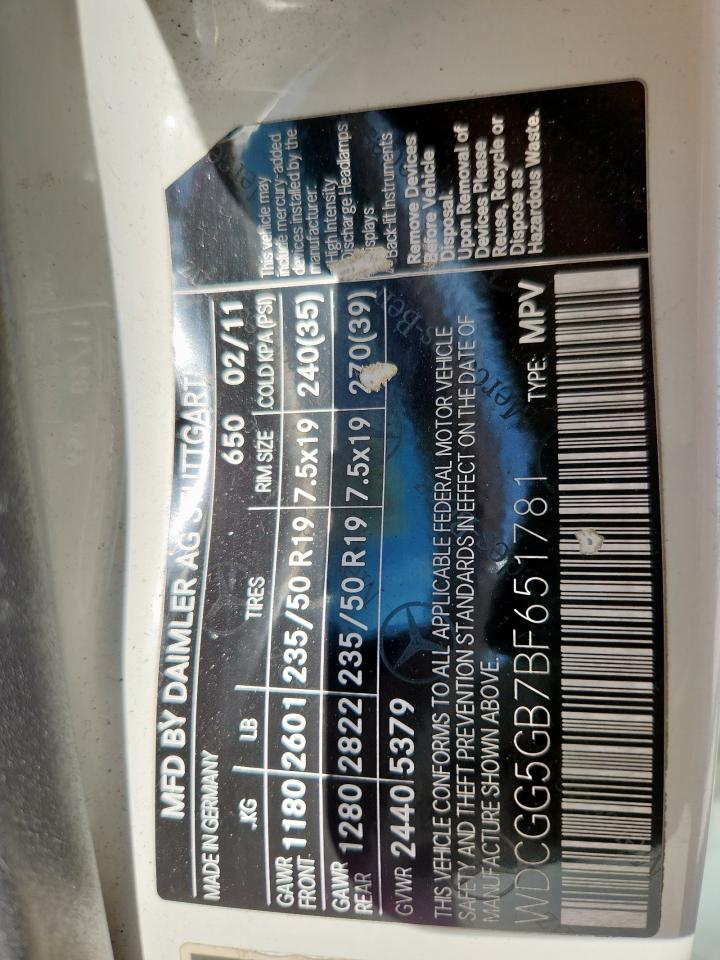 MFD BY DAIMLER AG STUTTGART
MADE IN GERMANY 650 02/11
KG LB TIRES RIM SIZE COLD KPA (PSI)
GAWR FRONT 1180 2601 235/50 R19 7.5x19 240(35)
GAWR REAR 1280 2822 235/50 R19 7.5x19 270(39)
GVWR 2440 5379
THIS VEHICLE CONFORMS TO ALL APPLICABLE FEDERAL MOTOR VEHICLE
SAFETY AND THEFT PREVENTION STANDARDS IN EFFECT ON THE DATE OF
MANUFACTURE SHOWN ABOVE.
WDCGG5GB7BF651781 TYPE: MPV
This vehicle may
include mercury-added
devices installed by the
manufacturer:
High Intensity
Discharge Headlamps
Back-lit Instruments
Remove Devices
Before Vehicle
Disposal.
Upon Removal of
Devices Please
Reuse, Recycle or
Dispose as
Hazardous Waste.